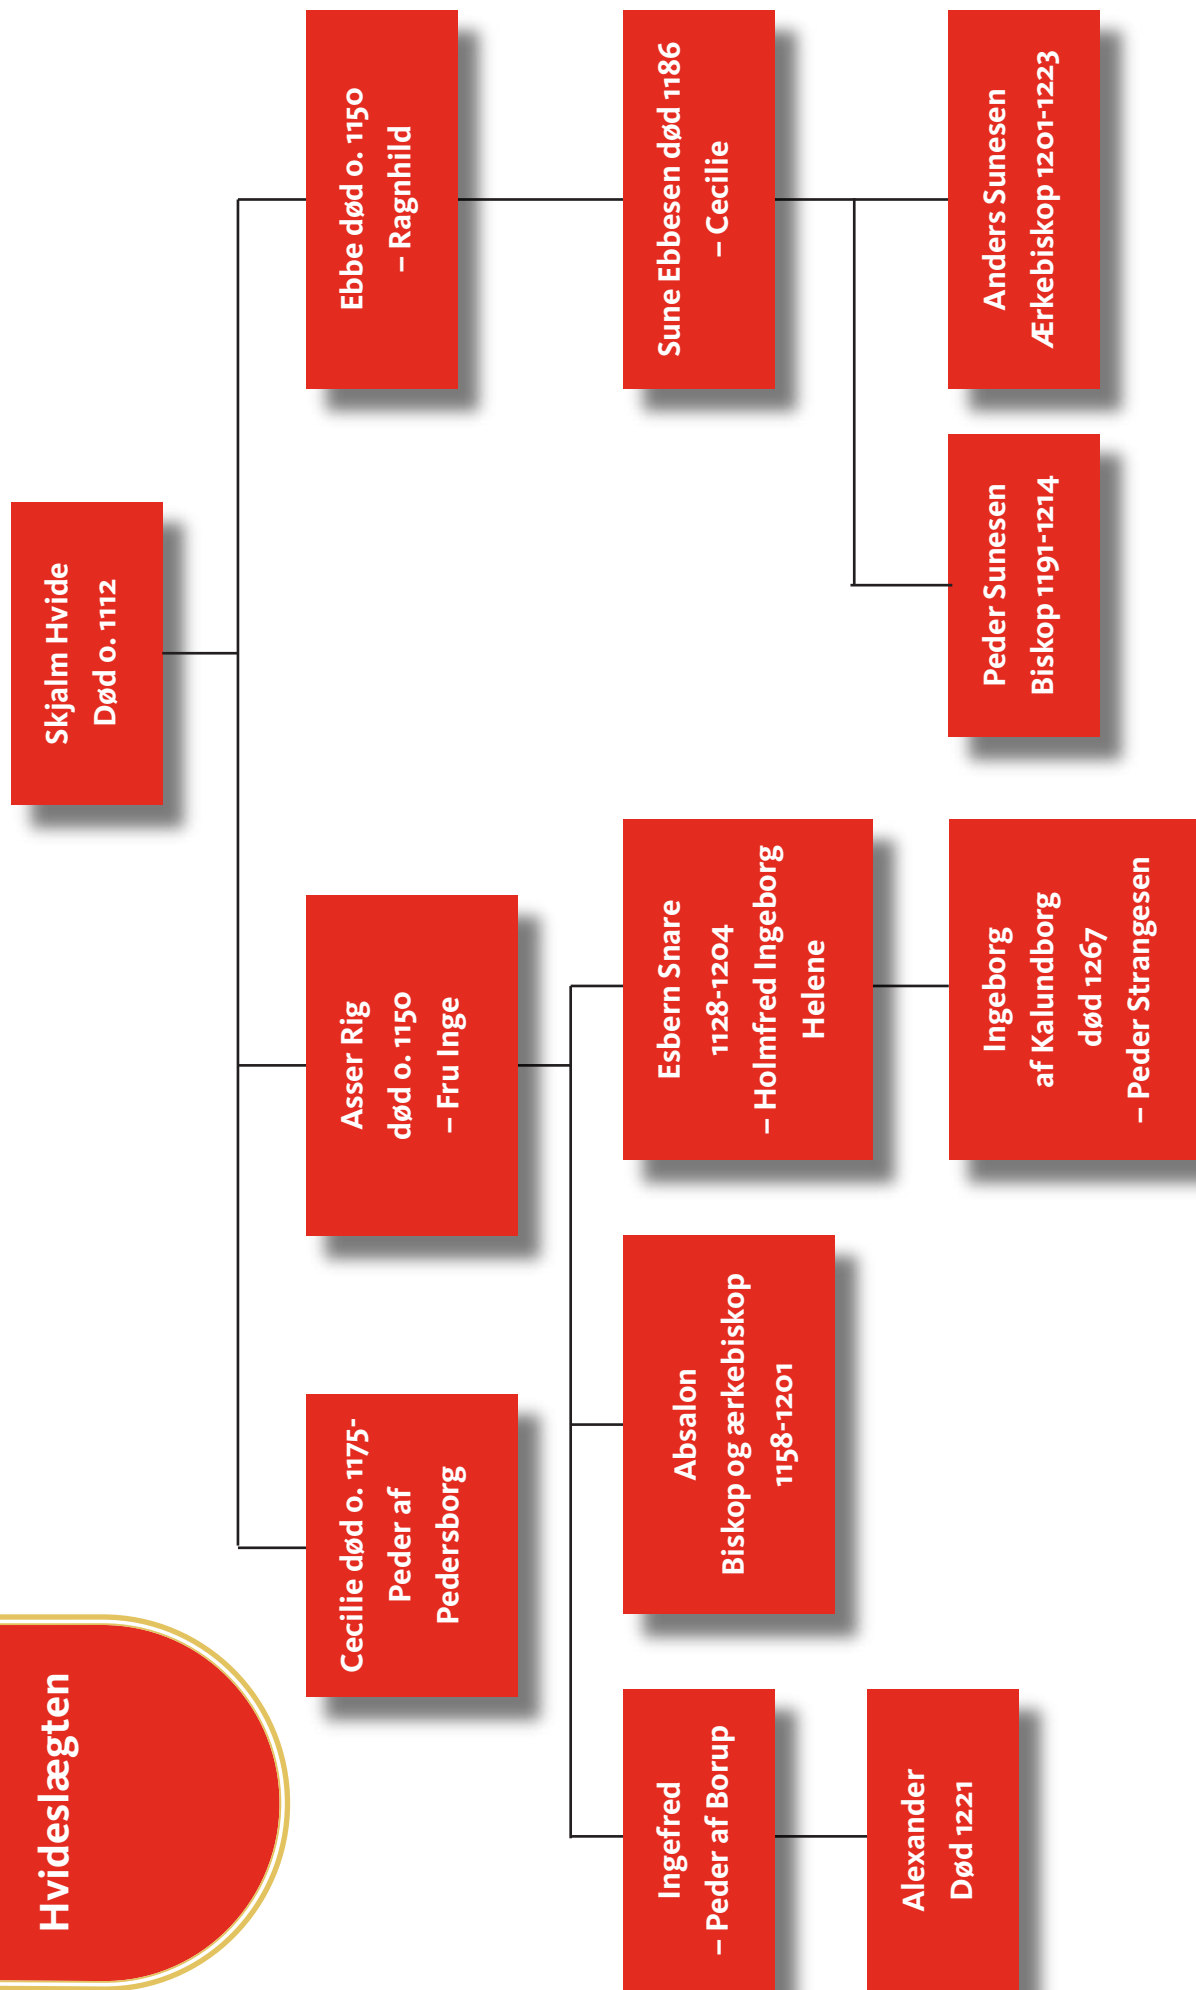 Hvideslægten
Skjalm Hvide
Død o. 1112
Cecilie død o. 1175-
Peder af
Pedersborg
Asser Rig
død o. 1150
– Fru Inge
Ebbe død o. 1150
– Ragnhild
Ingefred
– Peder af Borup
Absalon
Biskop og ærkebiskop
1158-1201
Esbern Snare
1128-1204
– Holmfred Ingeborg
Helene
Sune Ebbesen død 1186
– Cecilie
Alexander
Død 1221
Ingeborg
af Kalundborg
død 1267
– Peder Strangesen
Peder Sunesen
Biskop 1191-1214
Anders Sunesen
Ærkebiskop 1201-1223